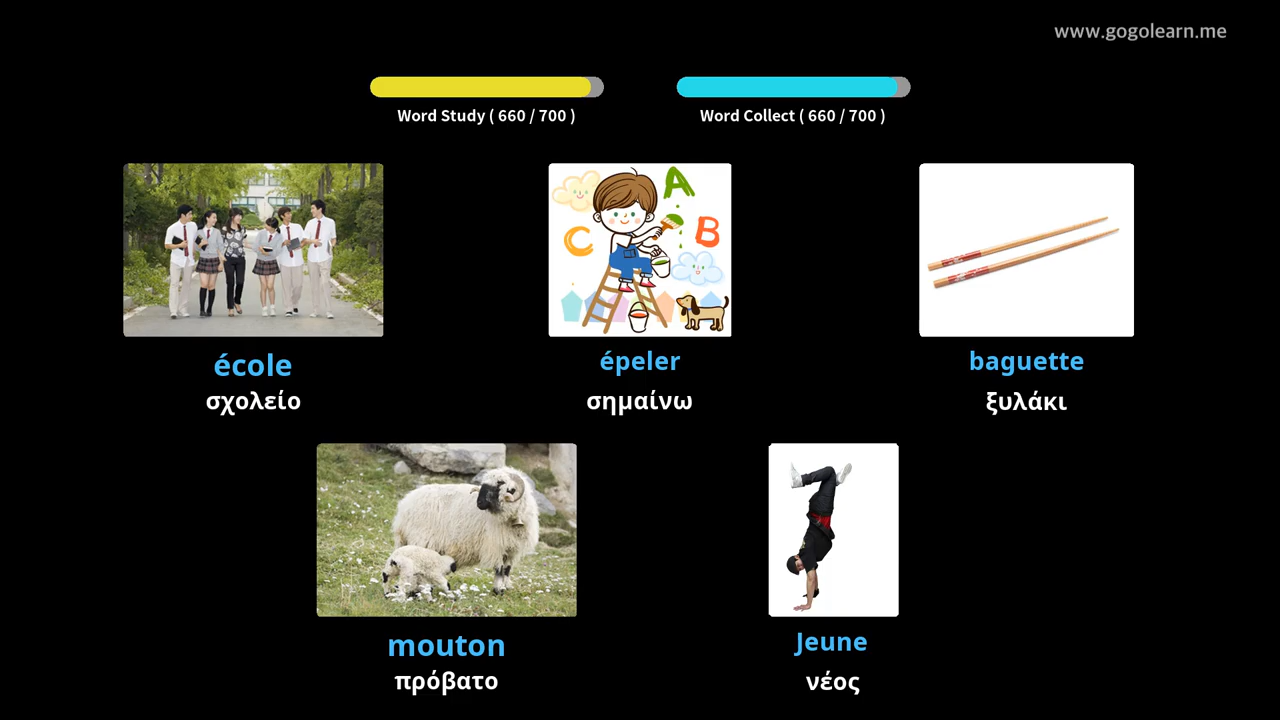 www.gogolearn.me
Word Study ( 660 / 700 )
Word Collect ( 660 / 700 )
A
B
C
école
σχολείο
épeler
σημαίνω
baguette
ξυλάκι
mouton
πρόβατο
Jeune
νέος